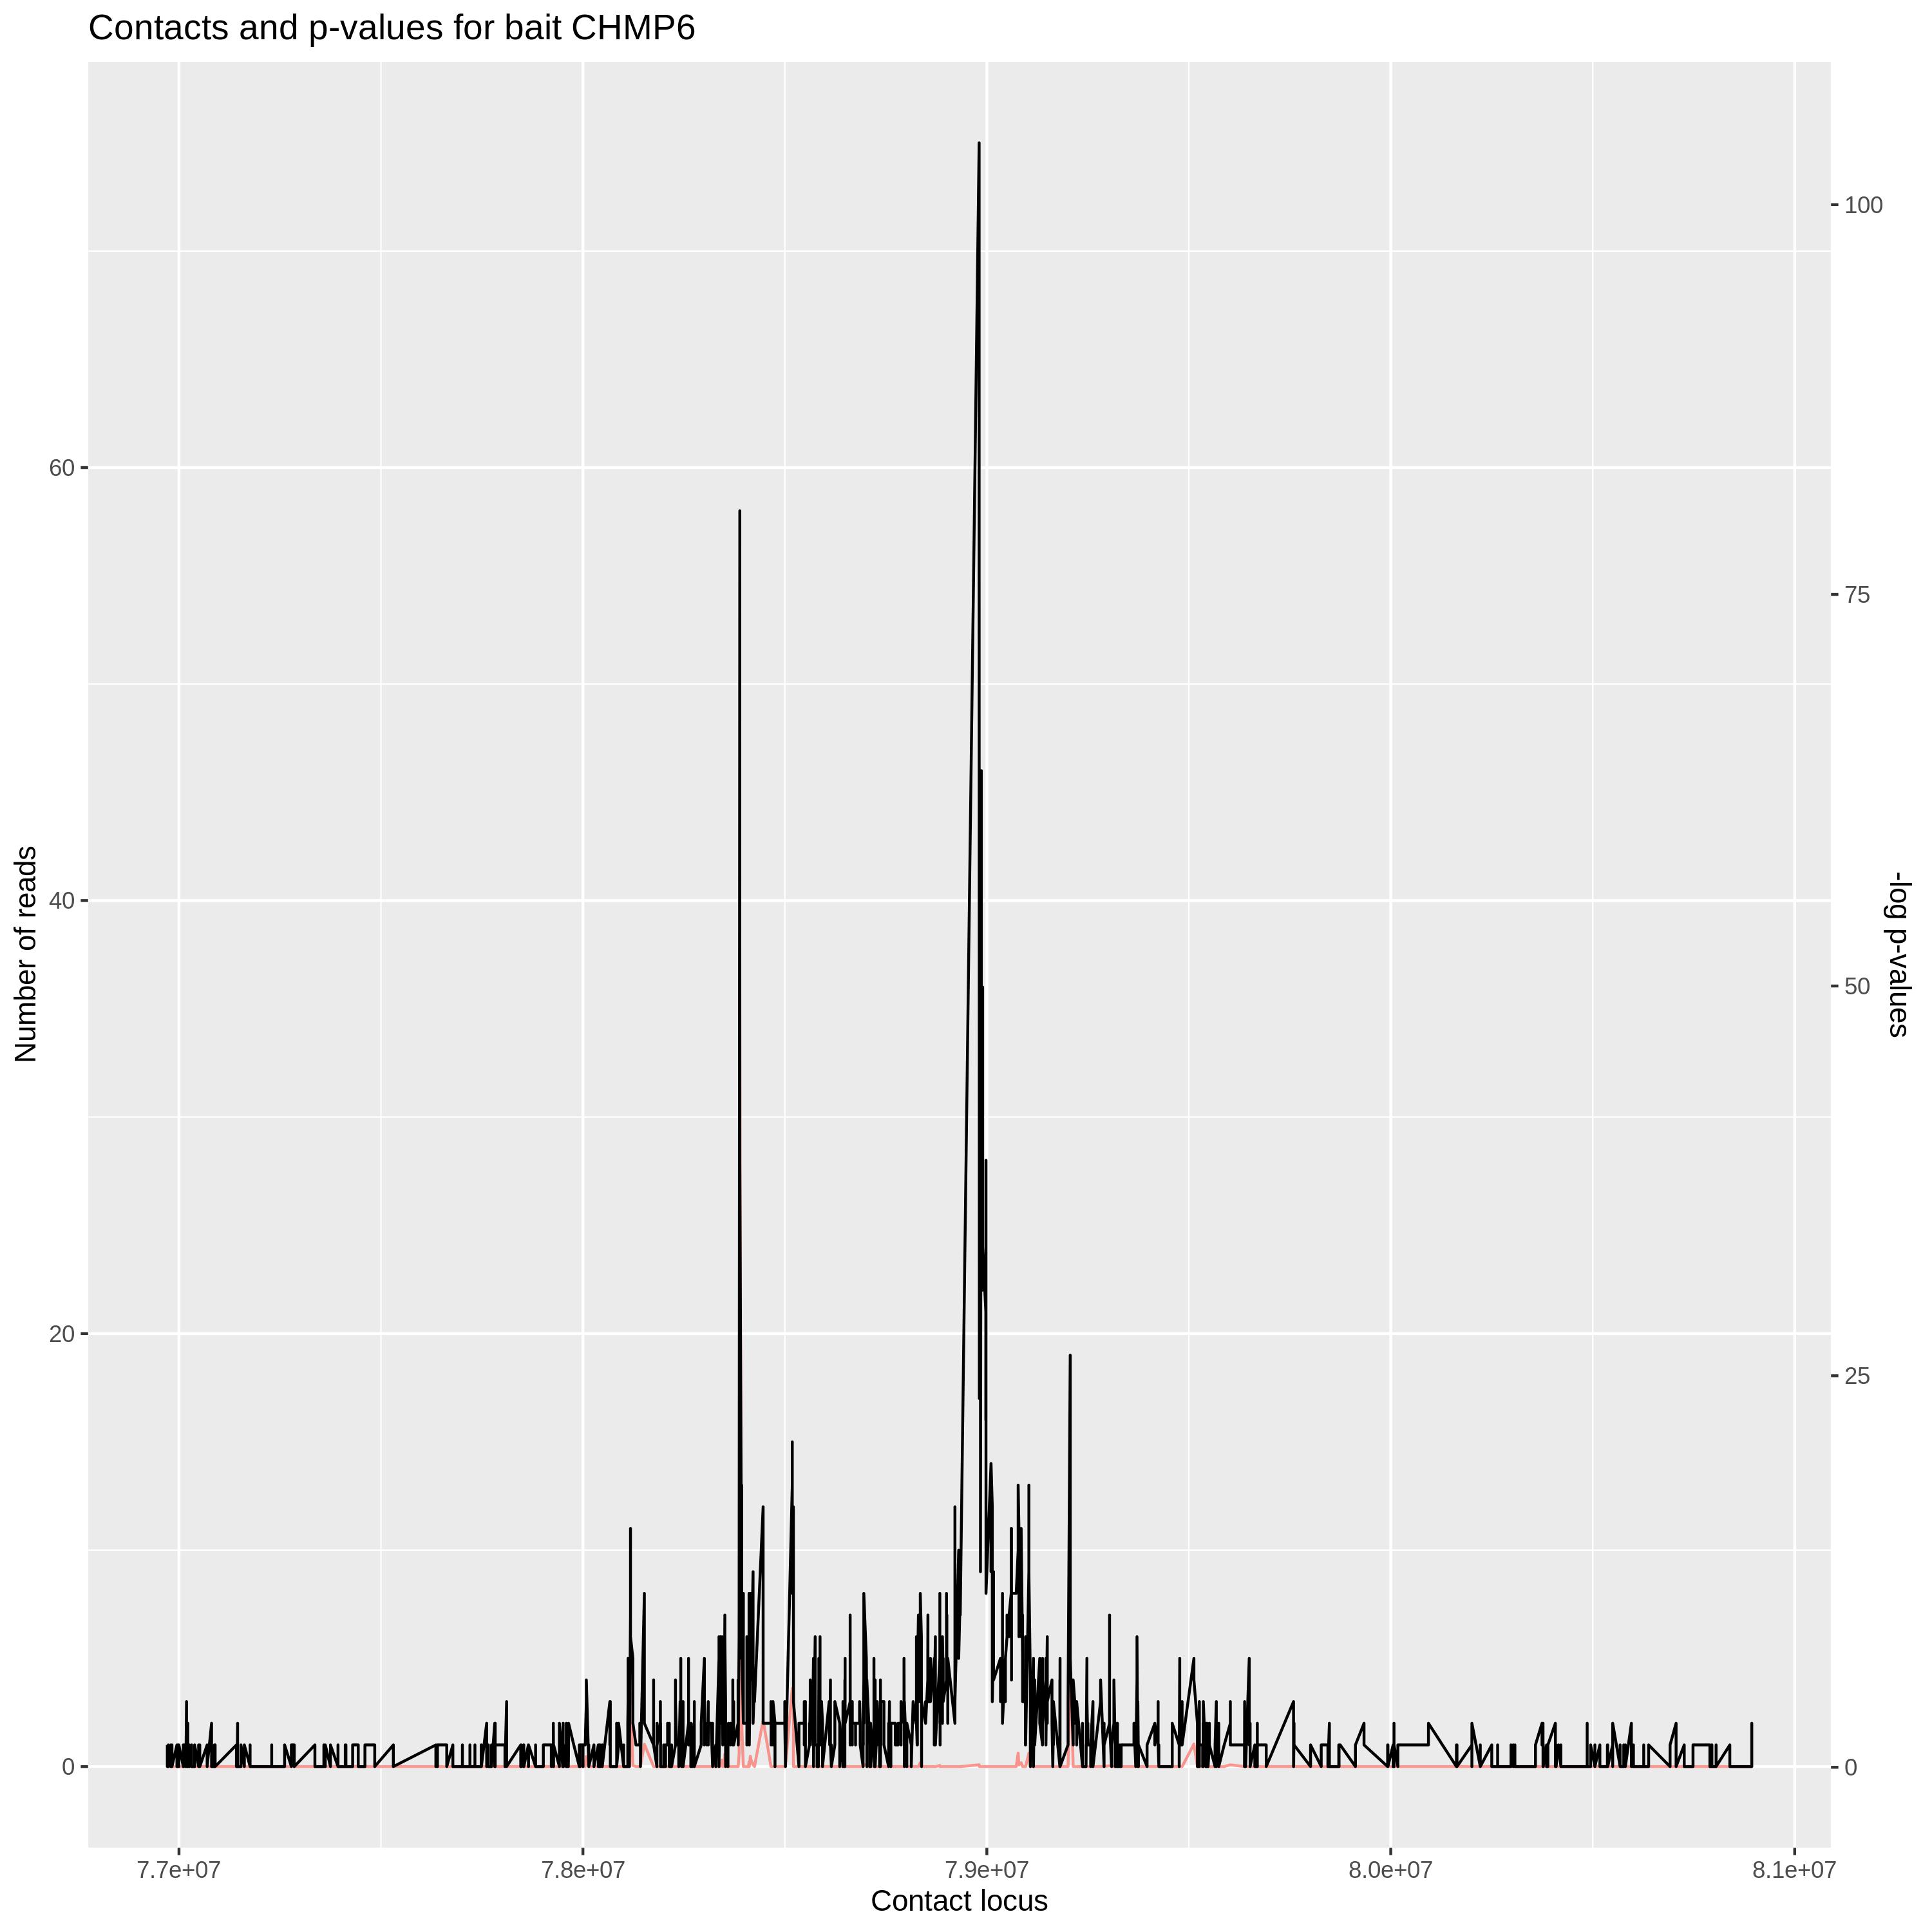 Contacts and p-values for bait CHMP6
Number of reads
60
40
20
0
100
75
50
25
0
-log p-values
7.7e+07 7.8e+07 7.9e+07 8.0e+07 8.1e+07
Contact locus